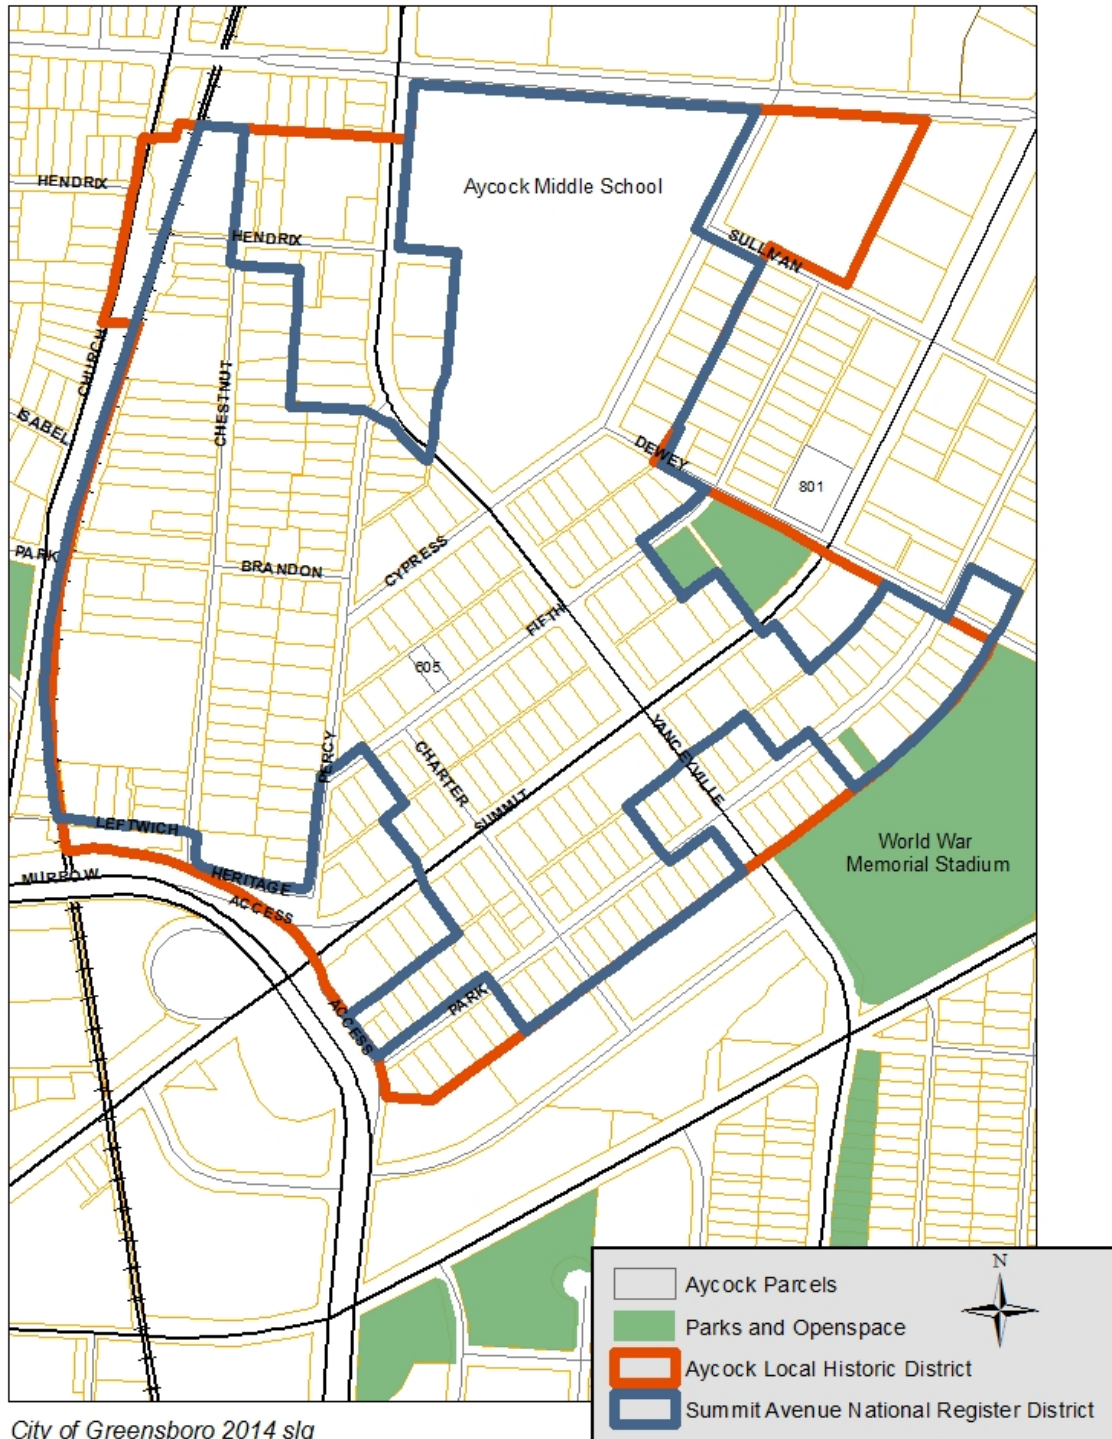 Aycock Middle School
HENDRIX
HENDRIX
SULLIVAN
CHURCH
CHESTNUT
ISABEL
DEWEY
801
PARK
BRANDON
CYPRESS
FIFTH
605
PERCY
CHARTER
YANCEYVILLE
SUMMIT
LEFTWICH
World War
Memorial Stadium
MURROW
HERITAGE
ACCESS
ACCESS
PARK
N
Aycock Parcels
Parks and Openspace
Aycock Local Historic District
Summit Avenue National Register District
City of Greensboro 2014 slg